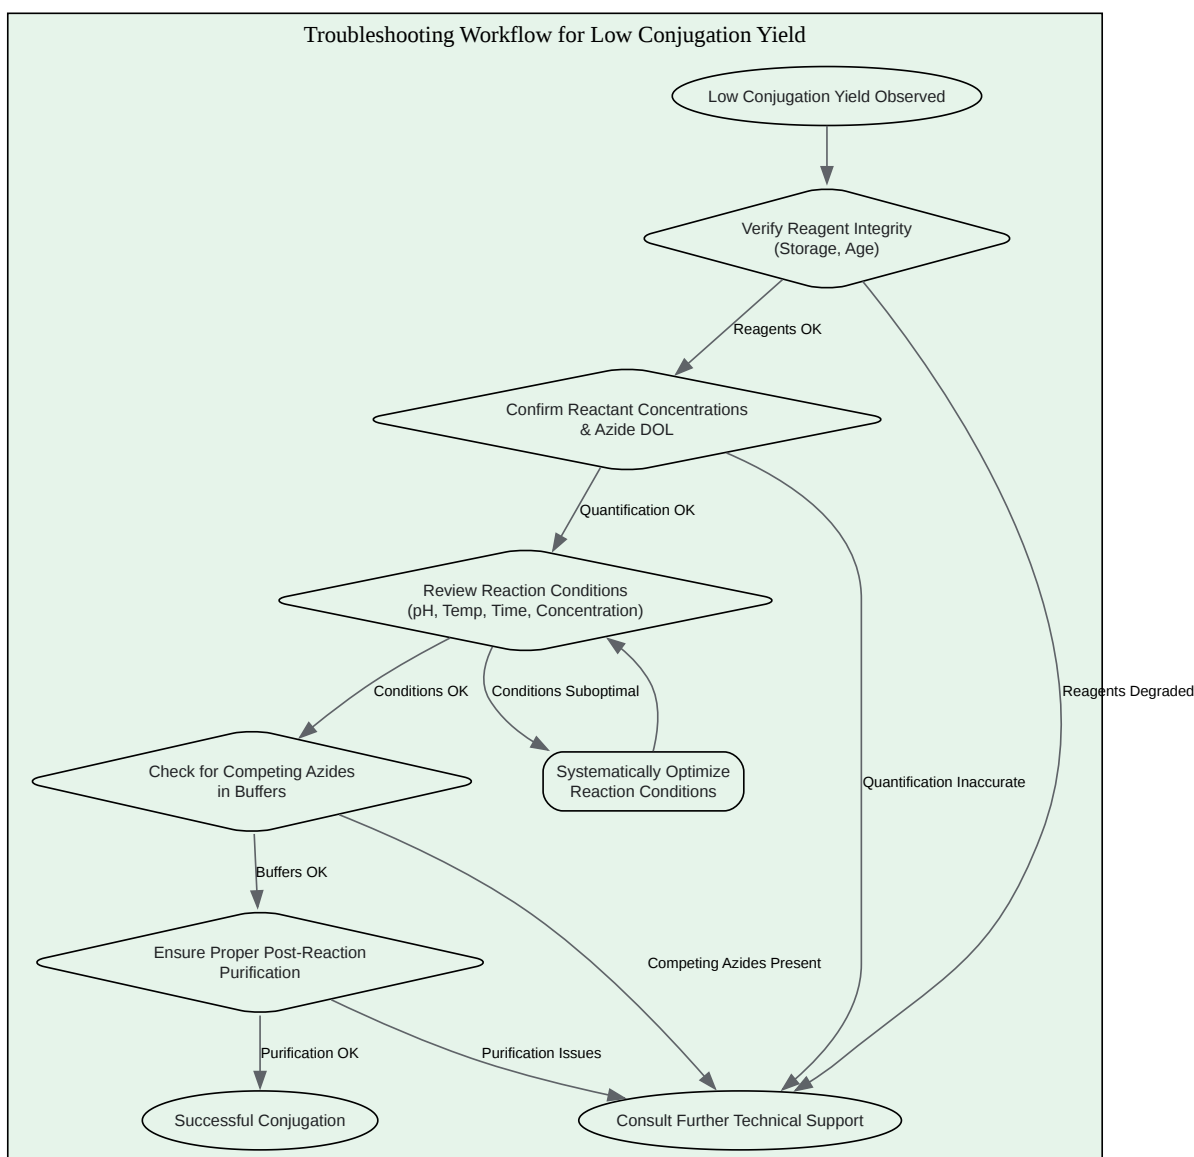 Troubleshooting Workflow for Low Conjugation Yield
Low Conjugation Yield Observed
Verify Reagent Integrity
(Storage, Age)
Reagents OK
Confirm Reactant Concentrations
& Azide DOL
Quantification OK
Review Reaction Conditions
(pH, Temp, Time, Concentration)
Conditions OK
Conditions Suboptimal
Reagents Degraded
Check for Competing Azides
in Buffers
Systematically Optimize
Reaction Conditions
Quantification Inaccurate
Buffers OK
Ensure Proper Post-Reaction
Purification
Competing Azides Present
Purification OK
Purification Issues
Successful Conjugation
Consult Further Technical Support